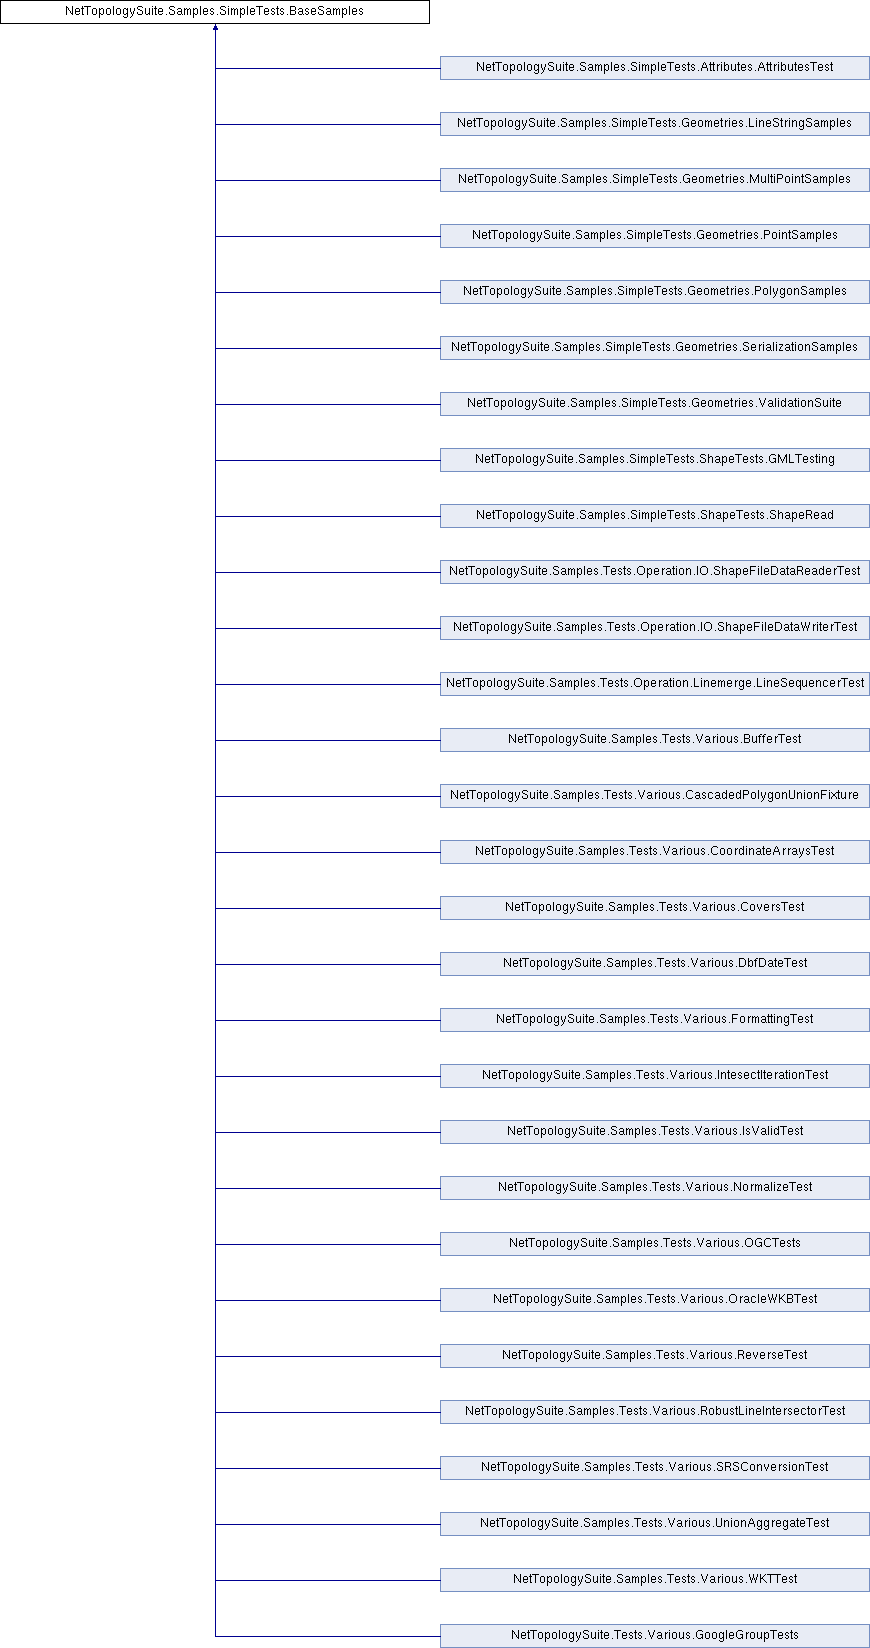 NetTopologySuite.Samples.SimpleTests.BaseSamples
NetTopologySuite.Samples.SimpleTests.Attributes.AttributesTest
NetTopologySuite.Samples.SimpleTests.Geometries.LineStringSamples
NetTopologySuite.Samples.SimpleTests.Geometries.MultiPointSamples
NetTopologySuite.Samples.SimpleTests.Geometries.PointSamples
NetTopologySuite.Samples.SimpleTests.Geometries.PolygonSamples
NetTopologySuite.Samples.SimpleTests.Geometries.SerializationSamples
NetTopologySuite.Samples.SimpleTests.Geometries.ValidationSuite
NetTopologySuite.Samples.SimpleTests.ShapeTests.GMLTesting
NetTopologySuite.Samples.SimpleTests.ShapeTests.ShapeRead
NetTopologySuite.Samples.Tests.Operation.IO.ShapeFileDataReaderTest
NetTopologySuite.Samples.Tests.Operation.IO.ShapeFileDataWriterTest
NetTopologySuite.Samples.Tests.Operation.Linemerge.LineSequencerTest
NetTopologySuite.Samples.Tests.Various.BufferTest
NetTopologySuite.Samples.Tests.Various.CascadedPolygonUnionFixture
NetTopologySuite.Samples.Tests.Various.CoordinateArraysTest
NetTopologySuite.Samples.Tests.Various.CoversTest
NetTopologySuite.Samples.Tests.Various.DbfDateTest
NetTopologySuite.Samples.Tests.Various.FormattingTest
NetTopologySuite.Samples.Tests.Various.IntesectIterationTest
NetTopologySuite.Samples.Tests.Various.IsValidTest
NetTopologySuite.Samples.Tests.Various.NormalizeTest
NetTopologySuite.Samples.Tests.Various.OGCTests
NetTopologySuite.Samples.Tests.Various.OracleWKBTest
NetTopologySuite.Samples.Tests.Various.ReverseTest
NetTopologySuite.Samples.Tests.Various.RobustLineIntersectorTest
NetTopologySuite.Samples.Tests.Various.SRSConversionTest
NetTopologySuite.Samples.Tests.Various.UnionAggregateTest
NetTopologySuite.Samples.Tests.Various.WKTTest
NetTopologySuite.Tests.Various.GoogleGroupTests